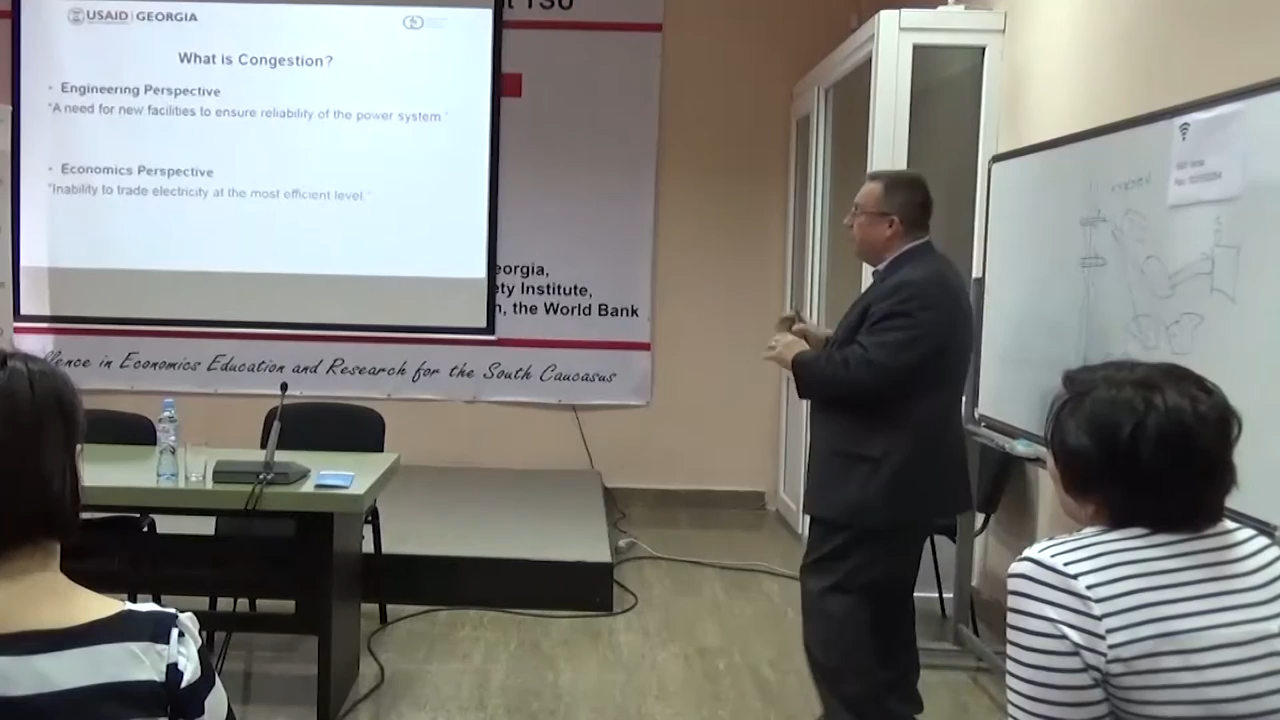 USAID | GEORGIA
What is Congestion?
• Engineering Perspective
"A need for new facilities to ensure reliability of the power system."
• Economics Perspective
"Inability to trade electricity at the most efficient level."
t TSU
eorgia,
ety Institute,
n, the World Bank
llence in Economics Education and Research for the South Caucasus